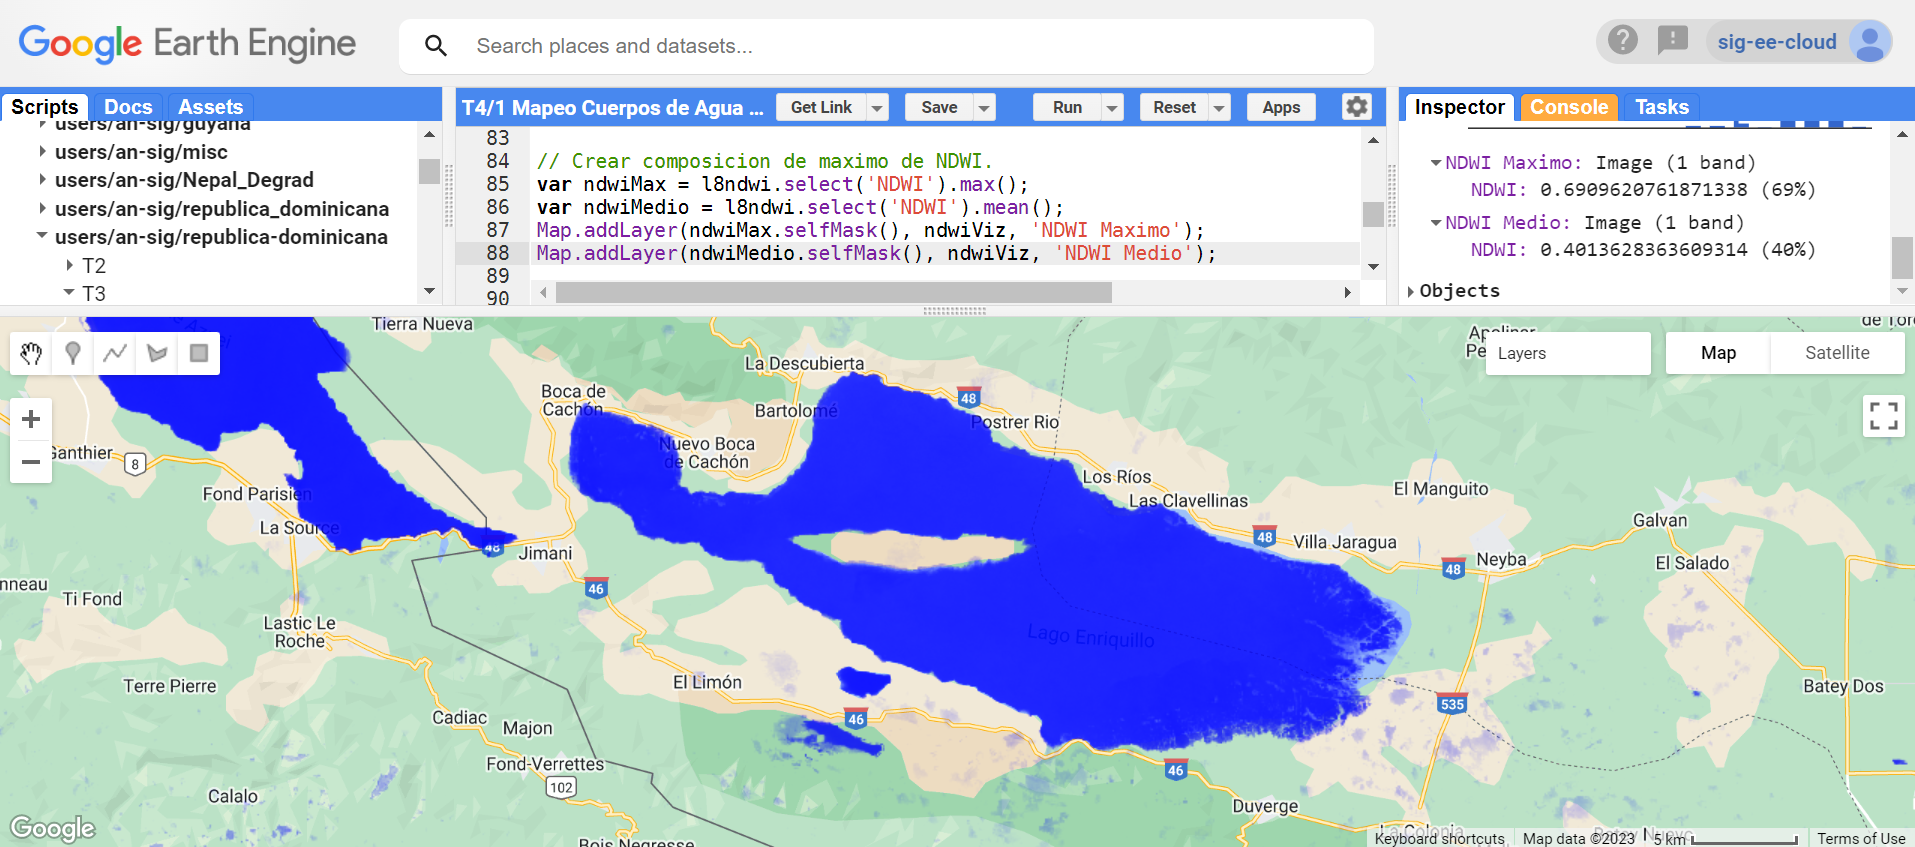 Google Earth Engine
Search places and datasets...
sig-ee-cloud
Scripts
Docs
Assets
T4/1 Mapeo Cuerpos de Agua ...
Get Link
Save
Run
Reset
Apps
Inspector
Console
Tasks
users/an-sig/guyana
users/an-sig/misc
users/an-sig/Nepal_Degrad
users/an-sig/republica_dominicana
users/an-sig/republica-dominicana
T2
T3
83
84 // Crear composicion de maximo de NDWI.
85 var ndwiMax = l8ndwi.select('NDWI').max();
86 var ndwiMedio = l8ndwi.select('NDWI').mean();
87 Map.addLayer(ndwiMax.selfMask(), ndwiViz, 'NDWI Maximo');
88 Map.addLayer(ndwiMedio.selfMask(), ndwiViz, 'NDWI Medio');
89
90
NDWI Maximo: Image (1 band)
NDWI: 0.6909620761871338 (69%)
NDWI Medio: Image (1 band)
NDWI: 0.4013628363609314 (40%)
Objects
Layers
Map
Satellite
Tierra Nueva
La Descubierta
Boca de
Cachón
Bartolomé
48
Postrer Rio
Nuevo Boca
de Cachón
Ganthier
8
Los Ríos
Las Clavellinas
El Manguito
Fond Parisien
La Source
48
Jimani
48
Villa Jaragua
48
Neyba
Galvan
El Salado
46
Ti Fond
Lastic Le
Roche
Lago Enriquillo
Terre Pierre
El Limón
46
535
Batey Dos
Cadiac
Majon
Fond-Verrettes
102
46
Calalo
Duverge
Bois Negresse
La Colonia
Google
Keyboard shortcuts
Map data ©2023
5 km
Terms of Use